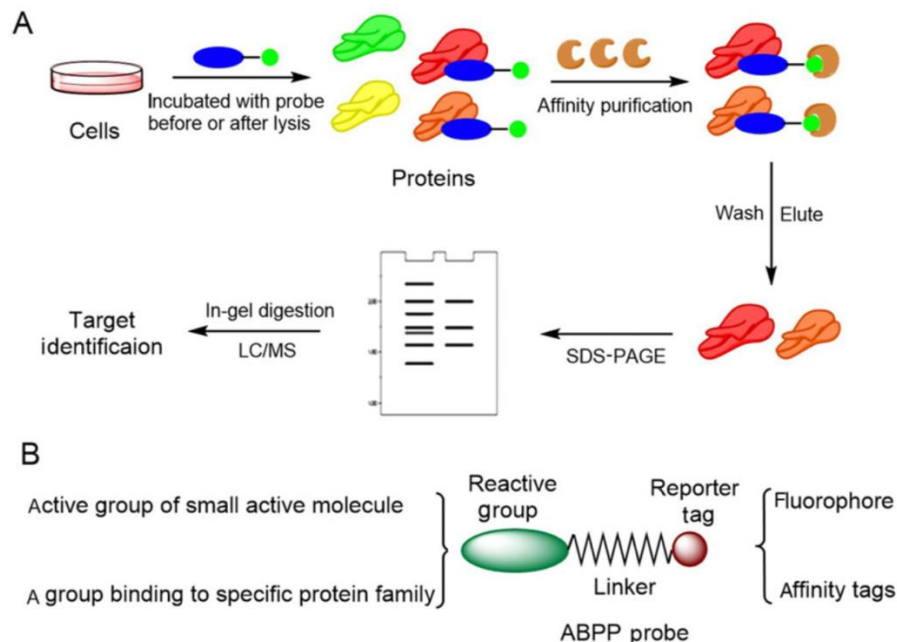 A
Cells
Incubated with probe
before or after lysis
Proteins
Affinity purification
Wash
Elute
SDS-PAGE
In-gel digestion
LC/MS
Target
identificaion
B
Active group of small active molecule
A group binding to specific protein family
Reactive
group
Linker
Reporter
tag
ABPP probe
Fluorophore
Affinity tags